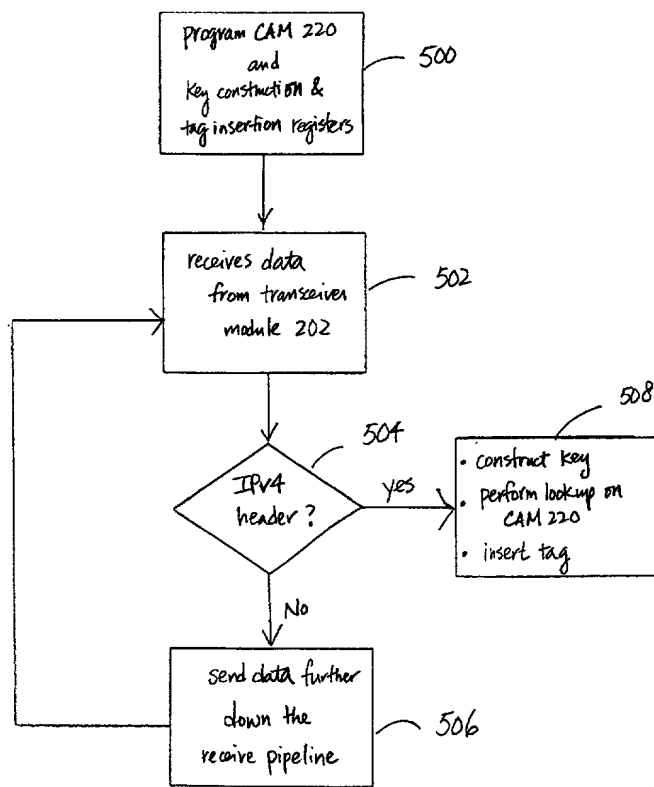 program CAM 220
and
key construction &
tag insertion registers
500
receives data
from transceiver
module 202
502
504
IPv4
header?
yes
508
• construct key
• perform lookup on
CAM 220
• insert tag
No
send data further
down the
receive pipeline
506